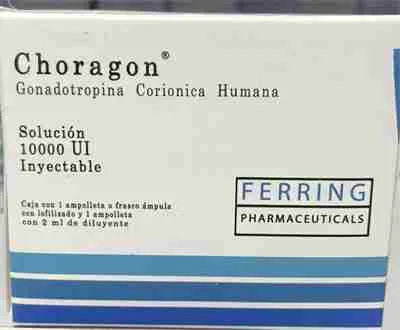 Choragon®
Gonadotropina Corionica Humana
Solución
10000 UI
Inyectable
Caja con 1 ampolleta o frasco ámpula
con liofilizado y 1 ampolleta
con 2 ml de diluyente
FERRING
PHARMACEUTICALS